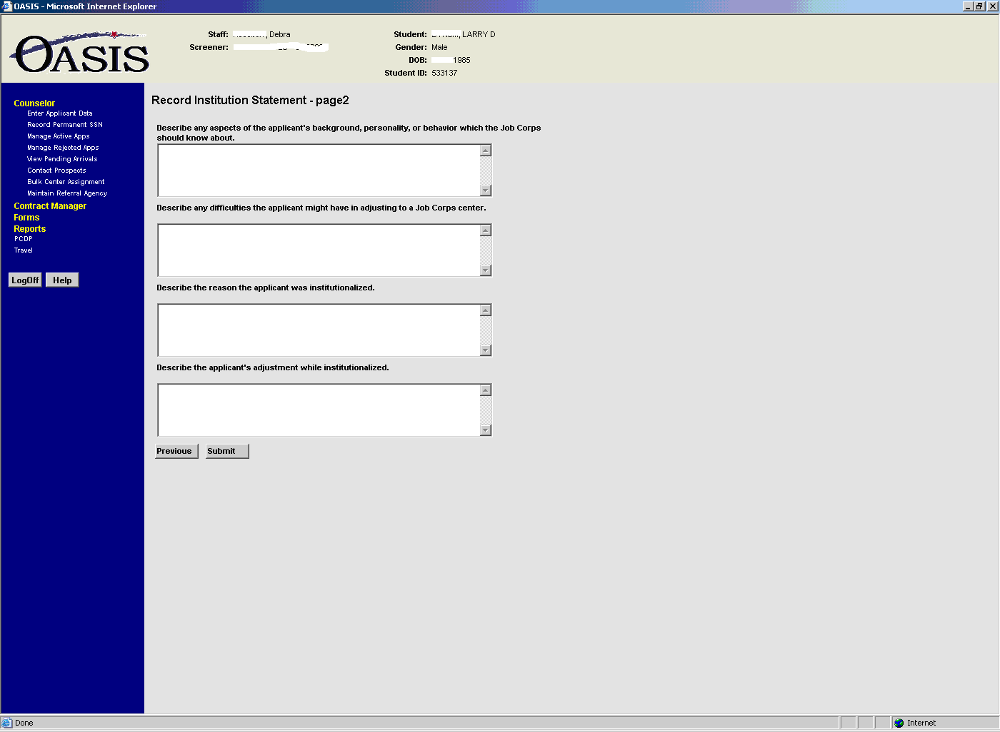 OASIS - Microsoft Internet Explorer
OASIS
Staff: , Debra
Screener:
Student: , LARRY D
Gender: Male
DOB: 1985
Student ID: 533137
Counselor
Enter Applicant Data
Record Permanent SSN
Manage Active Apps
Manage Rejected Apps
View Pending Arrivals
Contact Prospects
Bulk Center Assignment
Maintain Referral Agency
Contract Manager
Forms
Reports
PCDP
Travel
LogOff Help
Record Institution Statement - page2
Describe any aspects of the applicant's background, personality, or behavior which the Job Corps
should know about.
Describe any difficulties the applicant might have in adjusting to a Job Corps center.
Describe the reason the applicant was institutionalized.
Describe the applicant's adjustment while institutionalized.
Previous Submit
Done
Internet